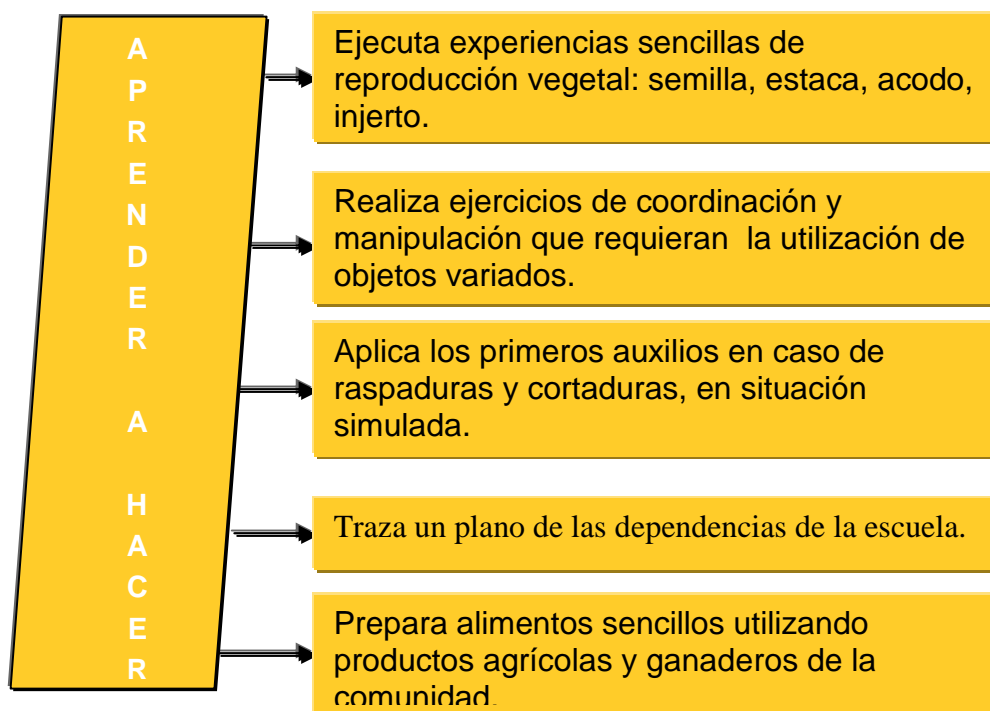 APRENDER A HACER
Ejecuta experiencias sencillas de
reproducción vegetal: semilla, estaca, acodo,
injerto.
Realiza ejercicios de coordinación y
manipulación que requieran la utilización de
objetos variados.
Aplica los primeros auxilios en caso de
raspaduras y cortaduras, en situación
simulada.
Traza un plano de las dependencias de la escuela.
Prepara alimentos sencillos utilizando
productos agrícolas y ganaderos de la
comunidad.